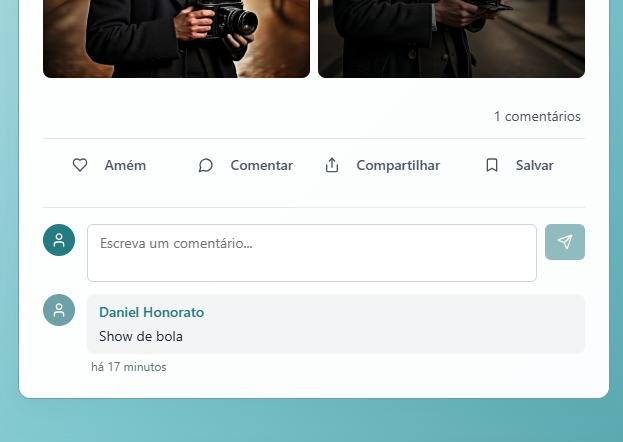 1 comentários
Amém
Comentar
Compartilhar
Salvar
Escreva um comentário...
Daniel Honorato
Show de bola
há 17 minutos